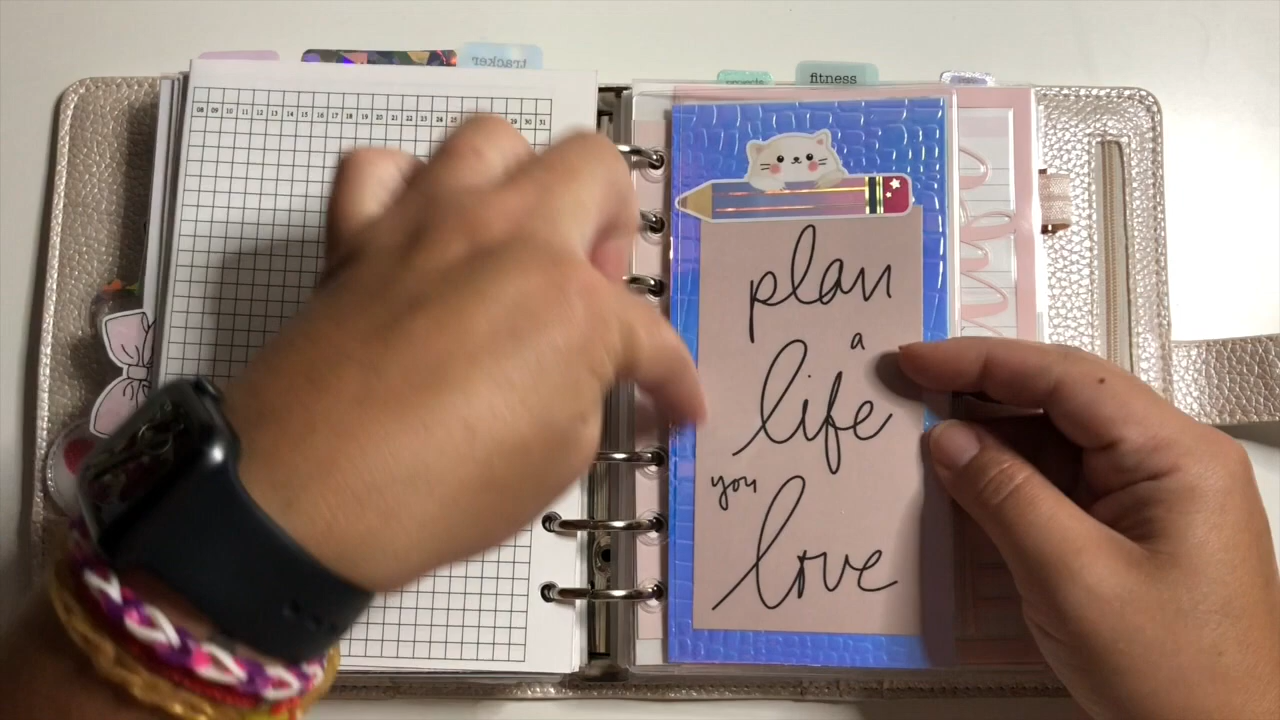 tracker
projects
fitness
08 09 10 11 12 13 14 15 16 17 18 19 20 21 22 23 24 25 29 30 31
plan
a
life
you
love